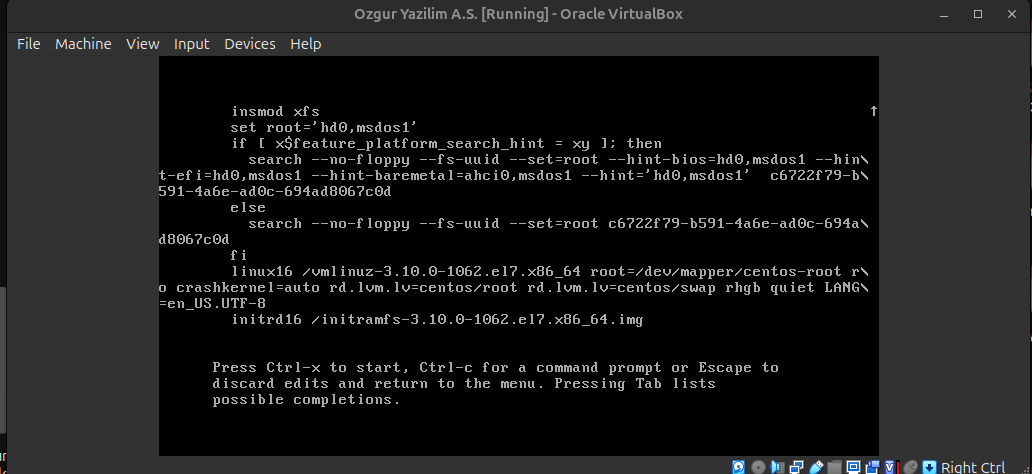 Ozgur Yazilim A.S. [Running] - Oracle VirtualBox
File Machine View Input Devices Help
insmod xfs
set root='hd0,msdos1'
if [ x$feature_platform_search_hint = xy ]; then
search --no-floppy --fs-uuid --set=root --hint-bios=hd0,msdos1 --hin\
t-efi=hd0,msdos1 --hint-baremetal=ahci0,msdos1 --hint='hd0,msdos1'  c6722f79-b\
591-4a6e-ad0c-694ad8067c0d
else
search --no-floppy --fs-uuid --set=root c6722f79-b591-4a6e-ad0c-694a\
d8067c0d
fi
linux16 /vmlinuz-3.10.0-1062.el7.x86_64 root=/dev/mapper/centos-root r\
o crashkernel=auto rd.lvm.lv=centos/root rd.lvm.lv=centos/swap rhgb quiet LANG\
=en_US.UTF-8
initrd16 /initramfs-3.10.0-1062.el7.x86_64.img
Press Ctrl-x to start, Ctrl-c for a command prompt or Escape to
discard edits and return to the menu. Pressing Tab lists
possible completions.
Right Ctrl